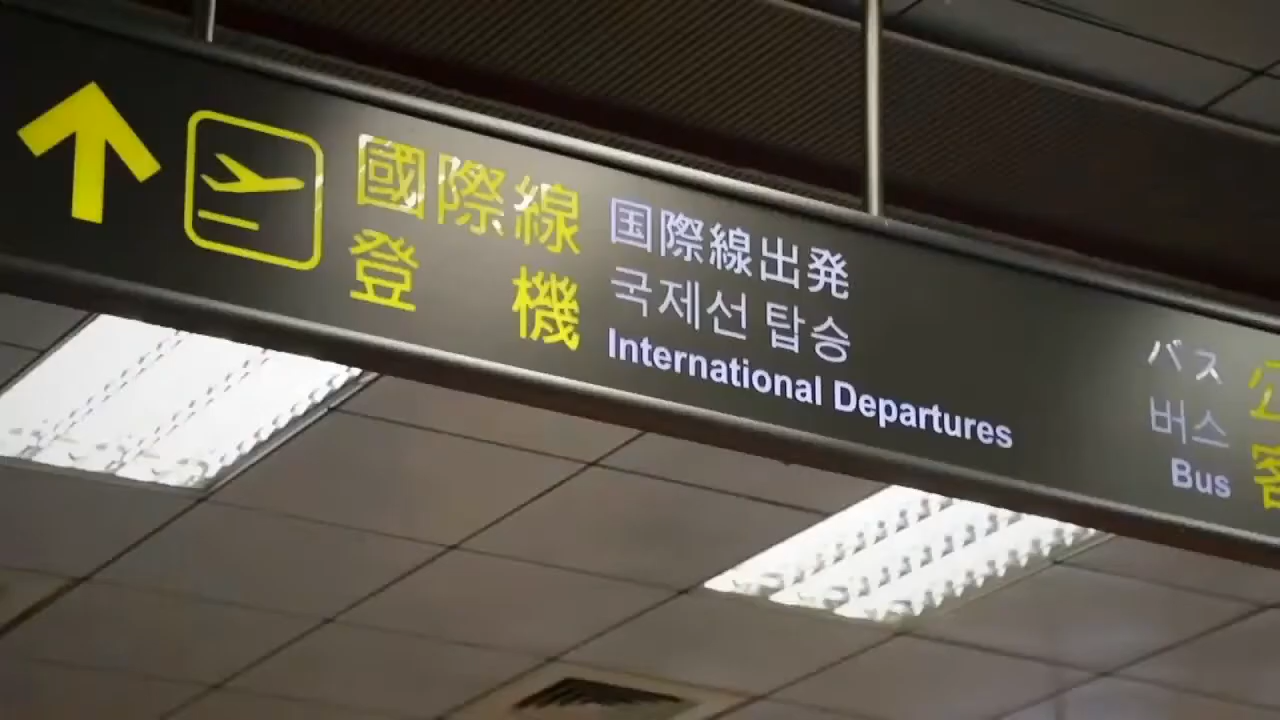 國際線
登機
国際線出発
국제선 탑승
International Departures
バス
버스
Bus